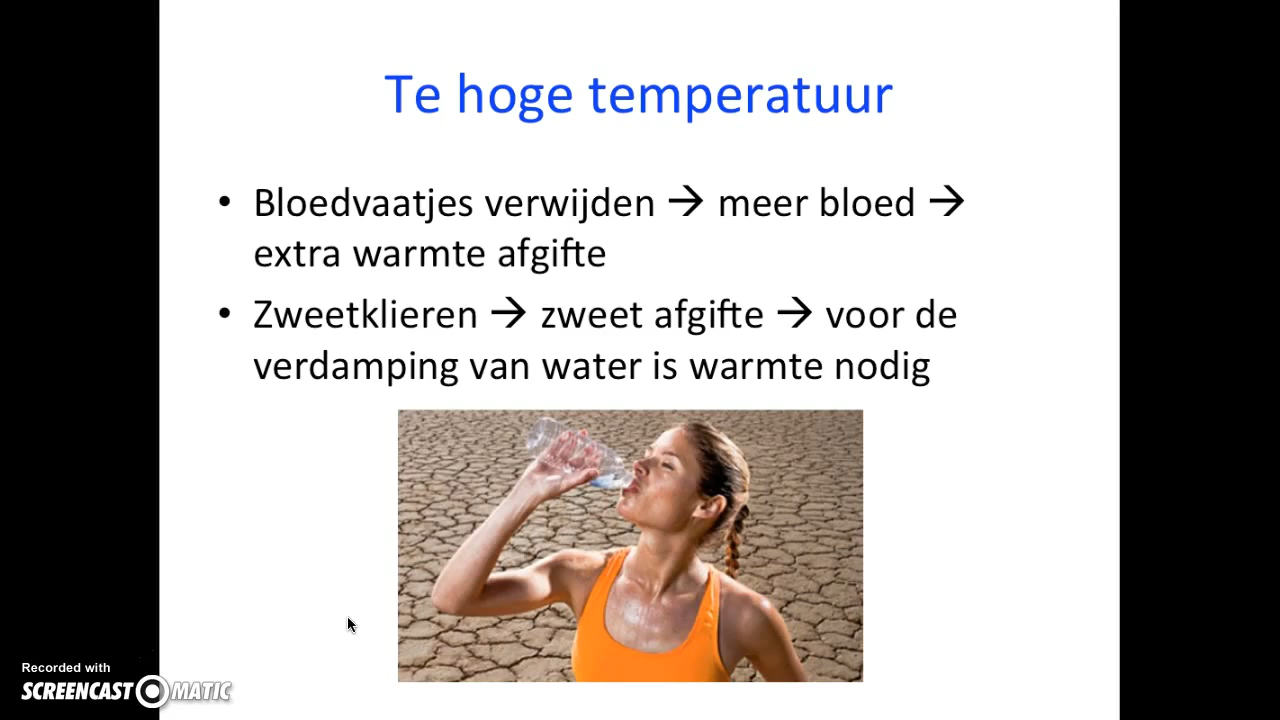 Te hoge temperatuur
• Bloedvaatjes verwijden → meer bloed →
extra warmte afgifte
• Zweetklieren → zweet afgifte → voor de
verdamping van water is warmte nodig
Recorded with
SCREENCAST O MATIC